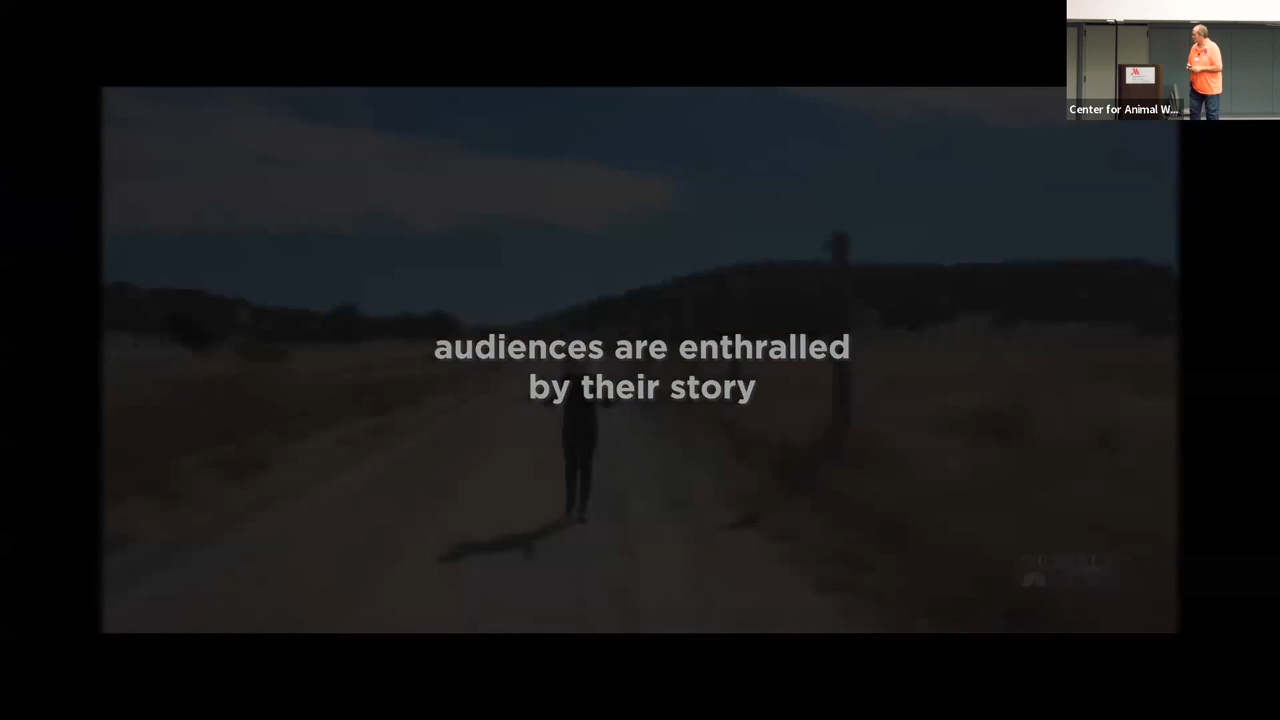 Center for Animal W...
audiences are enthralled
by their story